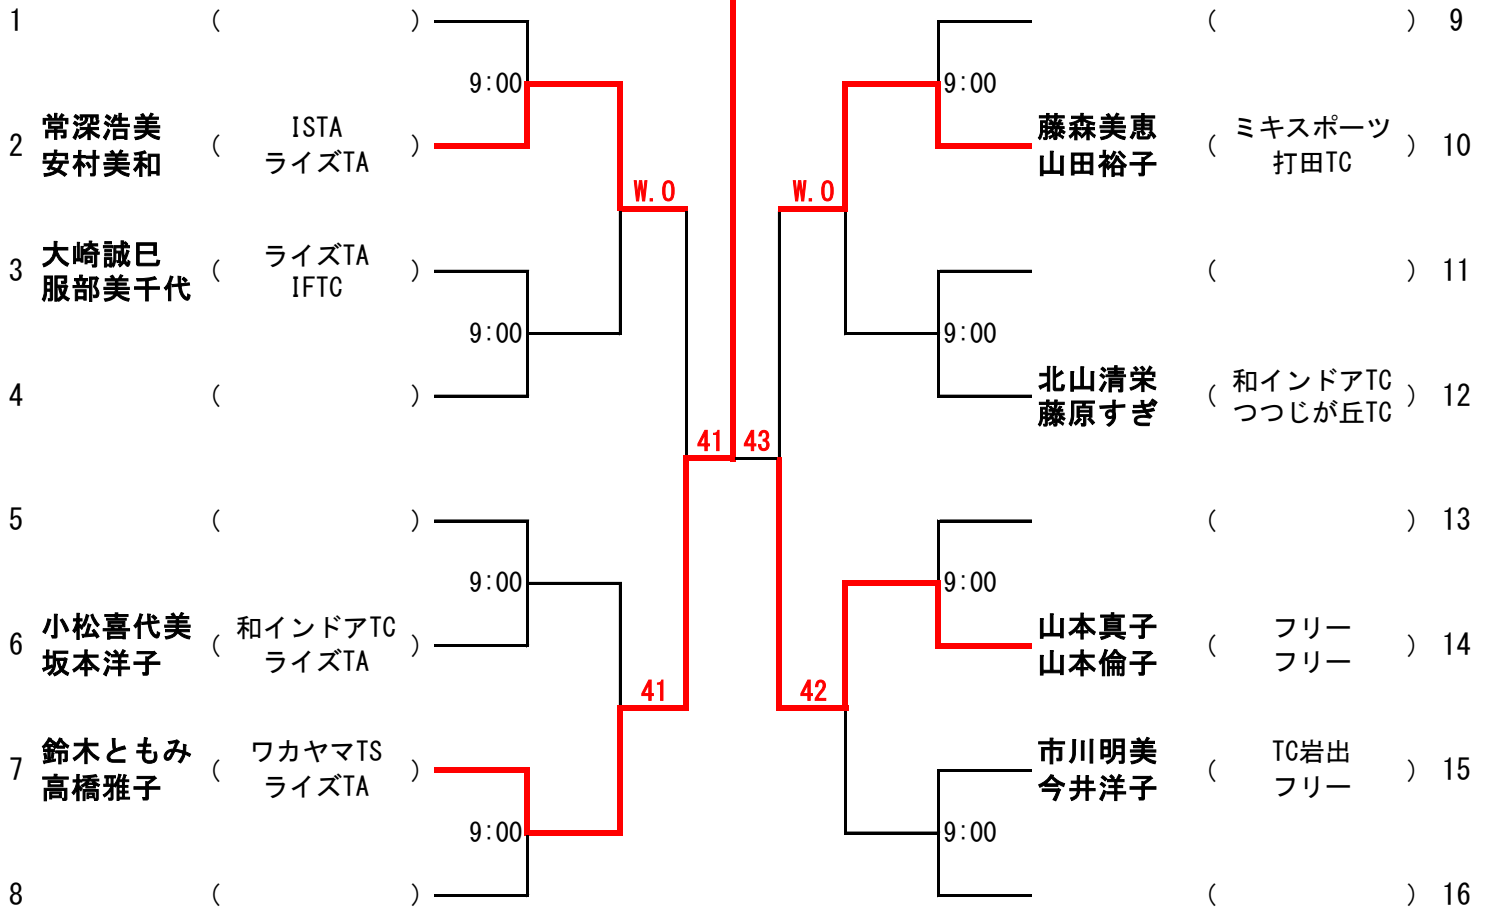 1 ( )
9:00
2 常深浩美 ( ISTA )
安村美和 ライズTA
W.0
3 大崎誠巳 ( ライズTA )
服部美千代 IFTC
9:00
4 ( )
41
5 ( )
9:00
6 小松喜代美 ( 和インドアTC )
坂本洋子 ライズTA
41
7 鈴木ともみ ( ワカヤマTS )
高橋雅子 ライズTA
9:00
8 ( )
( ) 9
9:00
藤森美恵 ( ミキスポーツ ) 10
山田裕子 打田TC
W.0
( ) 11
9:00
北山清栄 ( 和インドアTC ) 12
藤原すぎ つつじが丘TC
43
( ) 13
9:00
山本真子 ( フリー ) 14
山本倫子 フリー
42
市川明美 ( TC岩出 ) 15
今井洋子 フリー
9:00
( ) 16